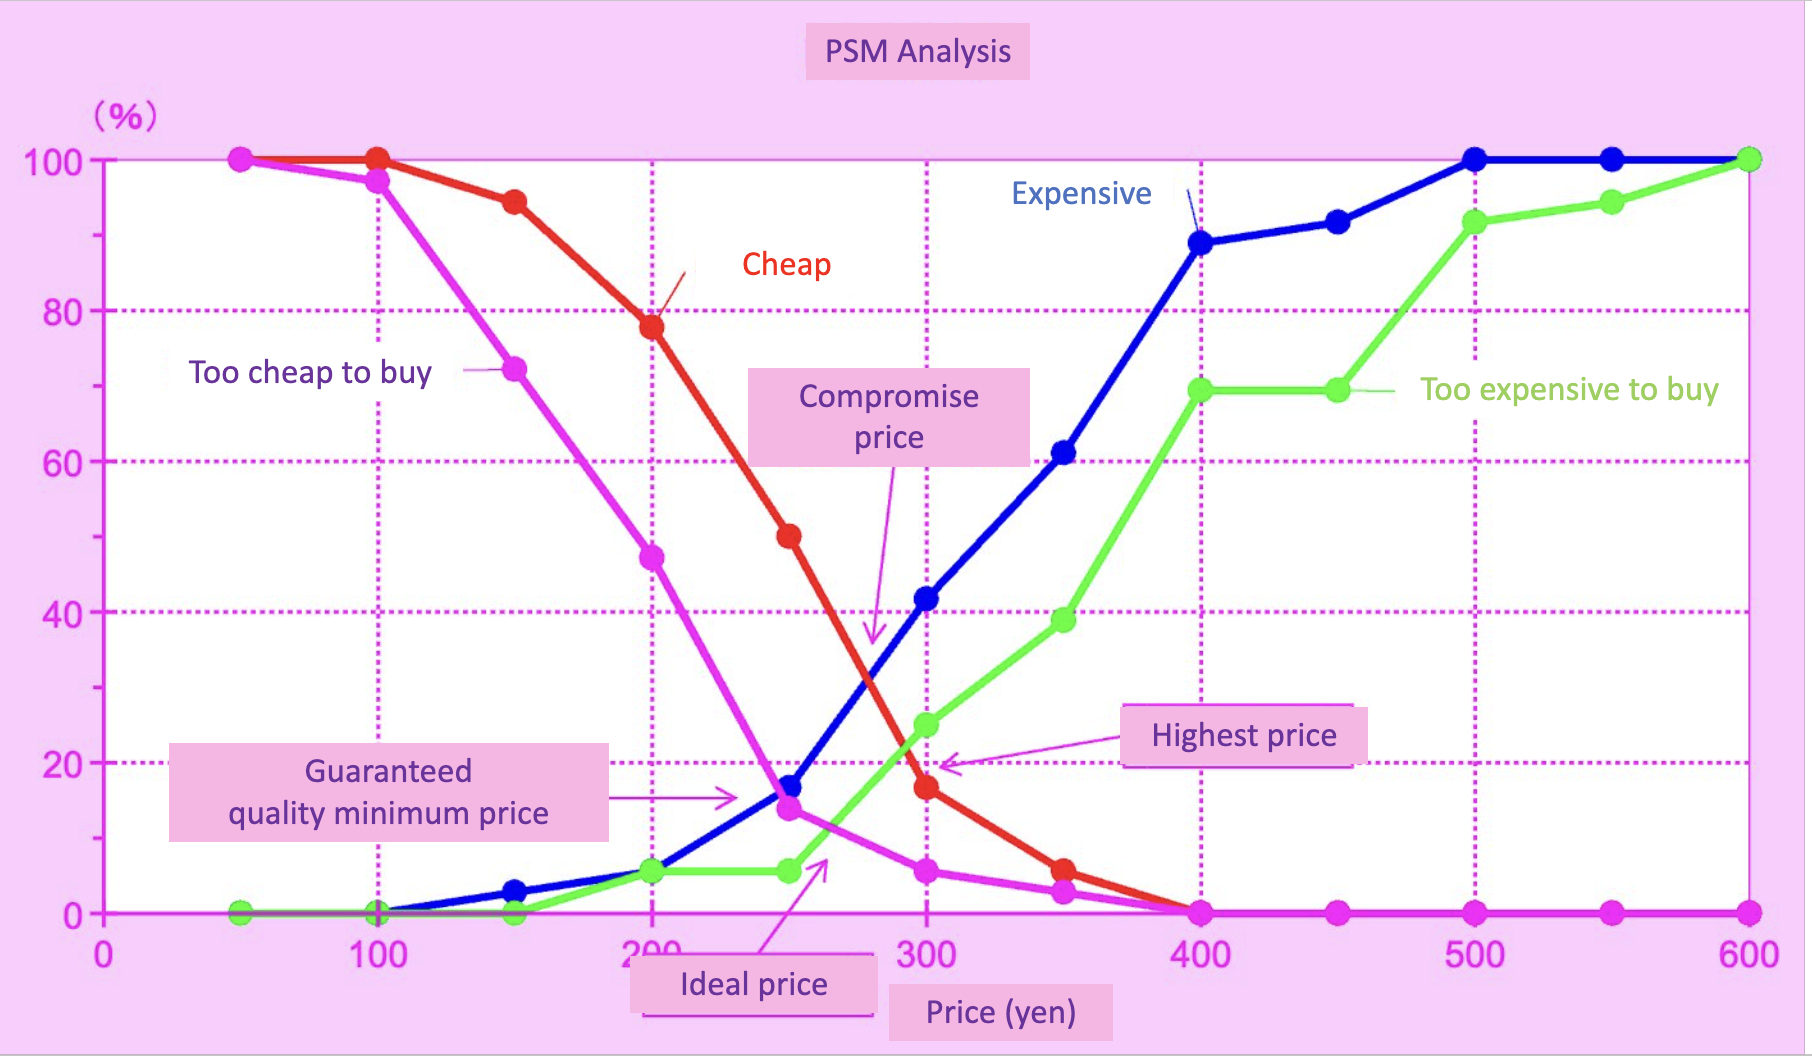 PSM Analysis
(%)
100
Expensive
Cheap
80
Too cheap to buy
Compromise
price
Too expensive to buy
60
40
Highest price
20
Guaranteed
quality minimum price
0
0 100 200 300 400 500 600
Ideal price
Price (yen)